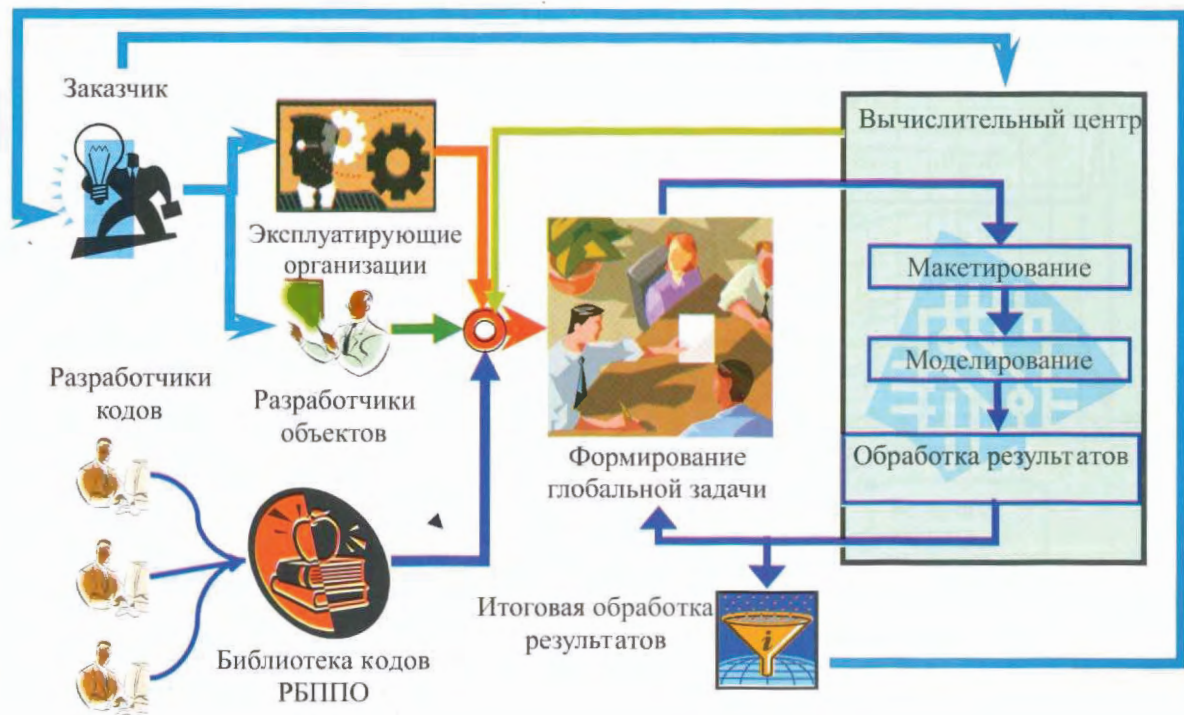 Заказчик
Вычислительный центр
Эксплуатирующие
организации
Макетирование
Моделирование
Разработчики
кодов
Разработчики
объектов
Формирование
глобальной задачи
Обработка результатов
Итоговая обработка
результатов
i
Библиотека кодов
РБППО